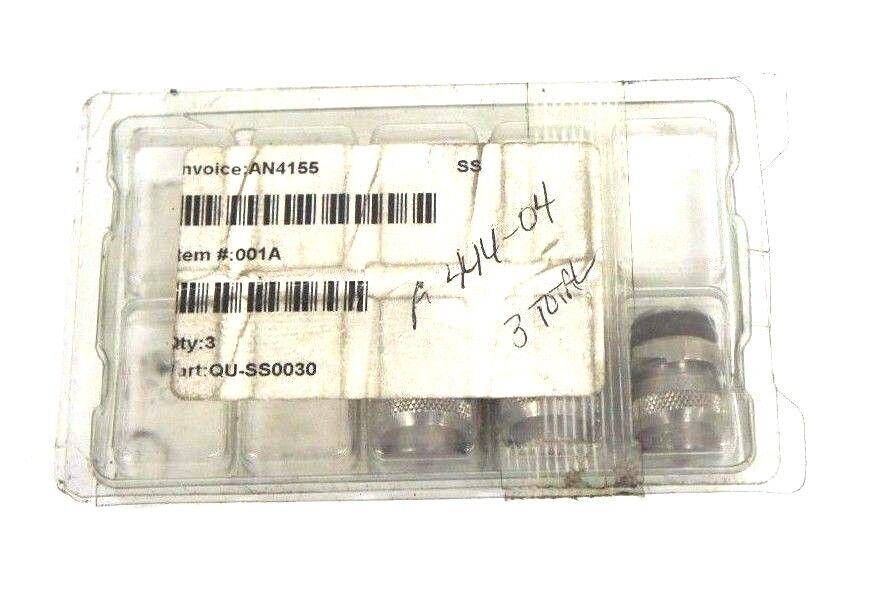 nvoice:AN4155 SS
tem #:001A
Qty:3
art:QU-SS0030
444-04
3 Total